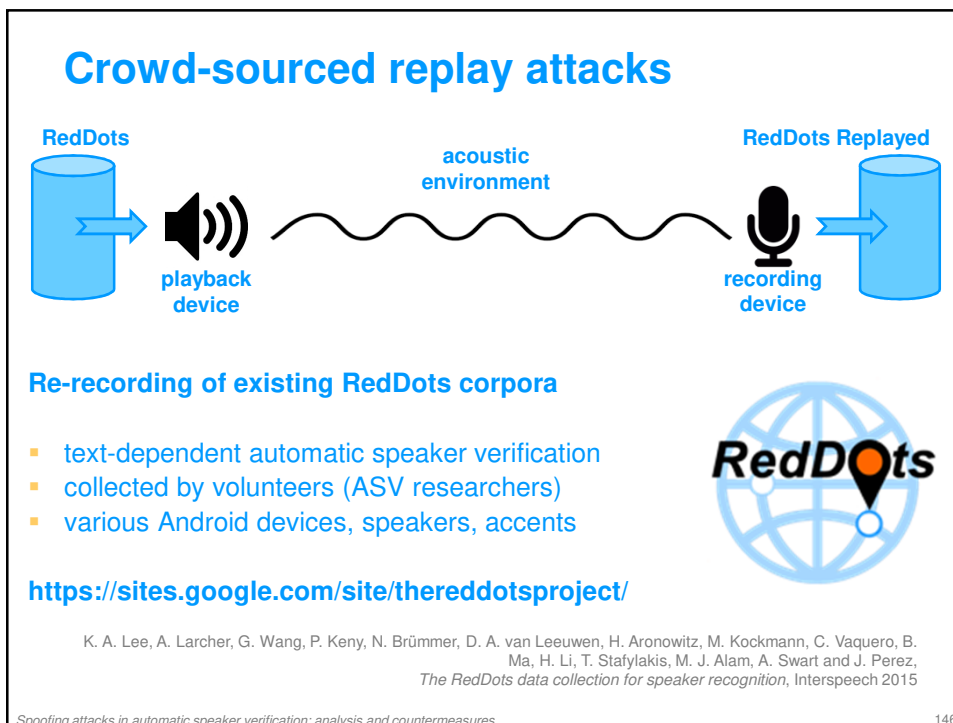 Crowd-sourced replay attacks
RedDots
RedDots Replayed
acoustic
environment
playback
device
recording
device
Re-recording of existing RedDots corpora
▪ text-dependent automatic speaker verification
▪ collected by volunteers (ASV researchers)
▪ various Android devices, speakers, accents
RedDots
https://sites.google.com/site/thereddotsproject/
K. A. Lee, A. Larcher, G. Wang, P. Keny, N. Brümmer, D. A. van Leeuwen, H. Aronowitz, M. Kockmann, C. Vaquero, B.
Ma, H. Li, T. Stafylakis, M. J. Alam, A. Swart and J. Perez,
The RedDots data collection for speaker recognition, Interspeech 2015
Spoofing attacks in automatic speaker verification: analysis and countermeasures
146